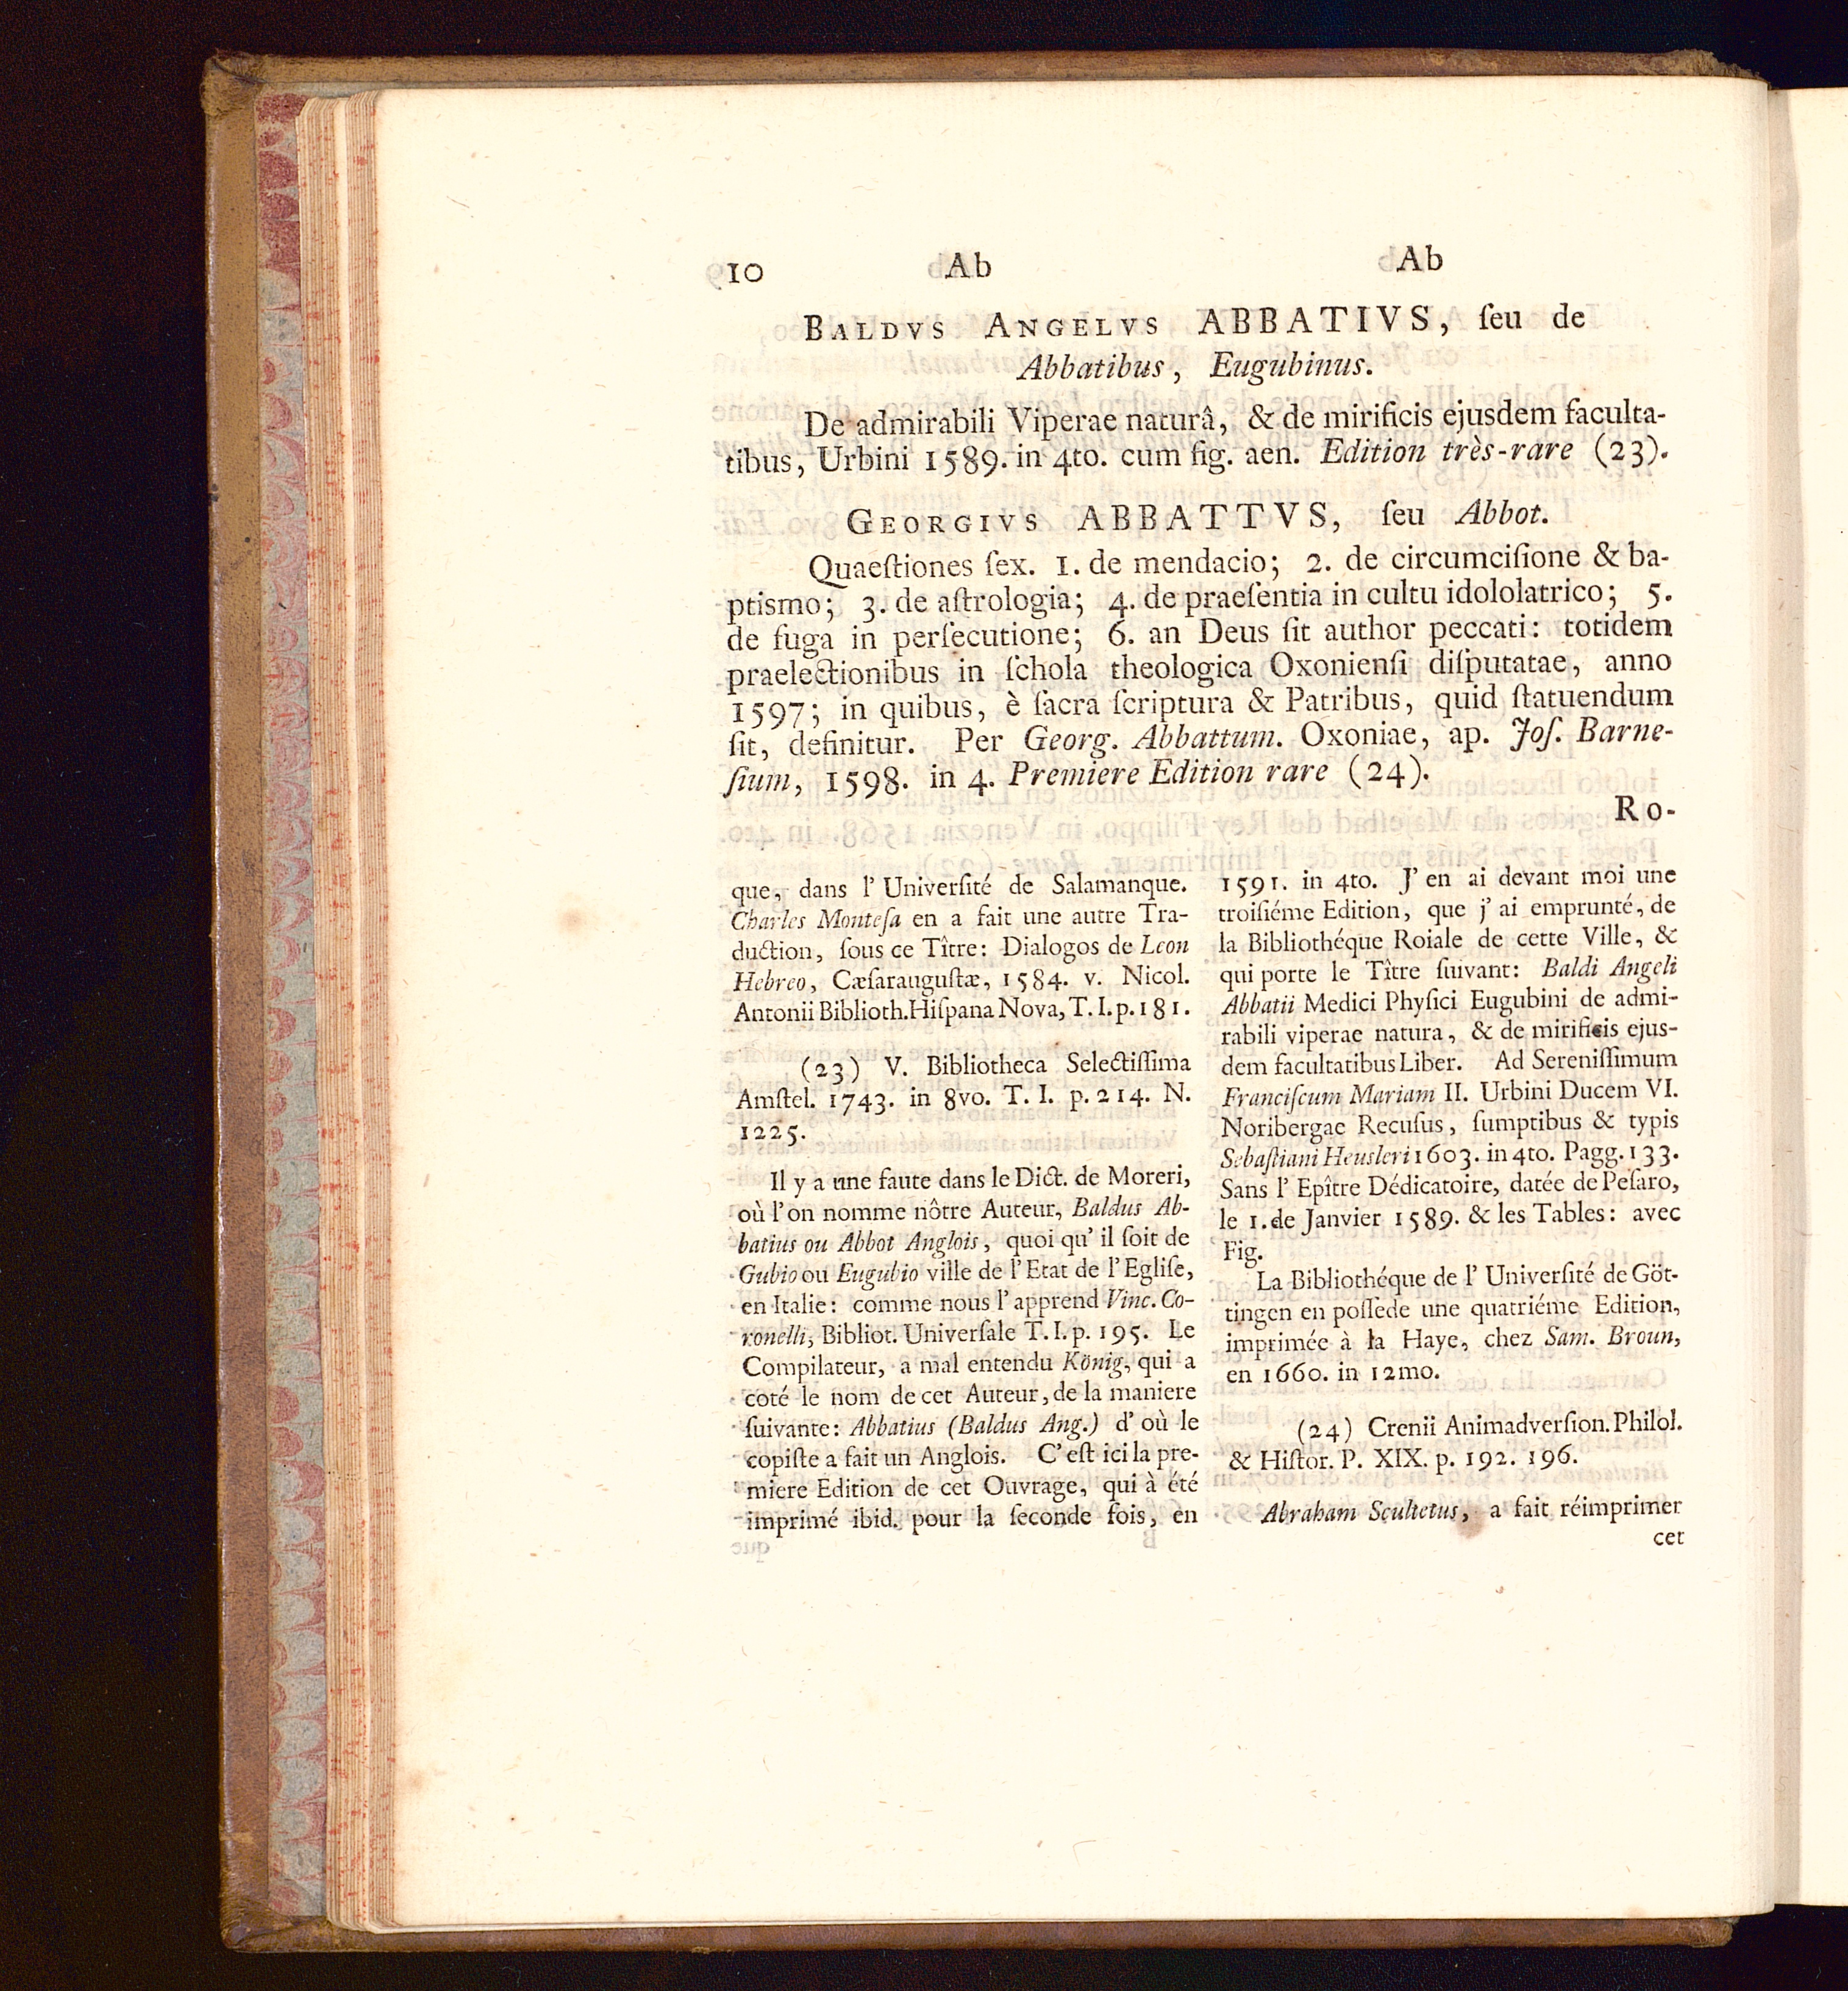 10 Ab Ab
BALDVS ANGELVS ABBATIVS, ſeu de
Abbatibus, Eugubinus.
De admirabili Viperae naturâ, & de mirificis ejusdem faculta-
tibus, Urbini 1589. in 4to. cum fig. aen. Edition très-rare (23).
GEORGIVS ABBATTVS, ſeu Abbot.
Quaeſtiones ſex. 1. de mendacio; 2. de circumciſione & ba-
ptismo; 3. de aſtrologia; 4. de praeſentia in cultu idololatrico; 5.
de fuga in perſecutione; 6. an Deus ſit author peccati: totidem
praelectionibus in ſchola theologica Oxonienſi diſputatae, anno
1597; in quibus, è ſacra ſcriptura & Patribus, quid ſtatuendum
ſit, definitur. Per Georg. Abbattum. Oxoniae, ap. Joſ. Barne-
ſium, 1598. in 4. Premiere Edition rare (24).
Ro-
que, dans l' Univerſité de Salamanque.
Charles Monteſa en a fait une autre Tra-
duction, ſous ce Tître: Dialogos de Leon
Hebreo, Cæſarauguſtæ, 1584. v. Nicol.
Antonii Biblioth. Hiſpana Nova, T. I. p. 181.
(23) V. Bibliotheca Selectiſſima
Amſtel. 1743. in 8vo. T. I. p. 214. N.
1225.
Il y a une faute dans le Dict. de Moreri,
où l'on nomme nôtre Auteur, Baldus Ab-
batius ou Abbot Anglois, quoi qu' il ſoit de
Gubio ou Eugubio ville de l' Etat de l' Egliſe,
en Italie: comme nous l' apprend Vinc. Co-
ronelli, Bibliot. Univerſale T. I. p. 195. Le
Compilateur, a mal entendu König, qui a
coté le nom de cet Auteur, de la maniere
ſuivante: Abbatius (Baldus Ang.) d' où le
copiſte a fait un Anglois. C'eſt ici la pre-
miere Edition de cet Ouvrage, qui à été
imprimé ibid. pour la ſeconde fois, en
1591. in 4to. J' en ai devant moi une
troiſiéme Edition, que j' ai emprunté, de
la Bibliothéque Roiale de cette Ville, &
qui porte le Tître ſuivant: Baldi Angeli
Abbatii Medici Phyſici Eugubini de admi-
rabili viperae natura, & de mirificis ejus-
dem facultatibus Liber. Ad Sereniſſimum
Franciſcum Mariam II. Urbini Ducem VI.
Noribergae Recuſus, ſumptibus & typis
Sebaſtiani Heusleri 1603. in 4to. Pagg. 133.
Sans l' Epître Dédicatoire, datée de Peſaro,
le 1. de Janvier 1589. & les Tables: avec
Fig.
La Bibliothéque de l' Univerſité de Göt-
tingen en poſſede une quatriéme Edition,
imprimée à la Haye, chez Sam. Broun,
en 1660. in 12mo.
(24) Crenii Animadverſion. Philol.
& Hiſtor. P. XIX. p. 192. 196.
Abraham Scultetus, a fait réimprimer
cet